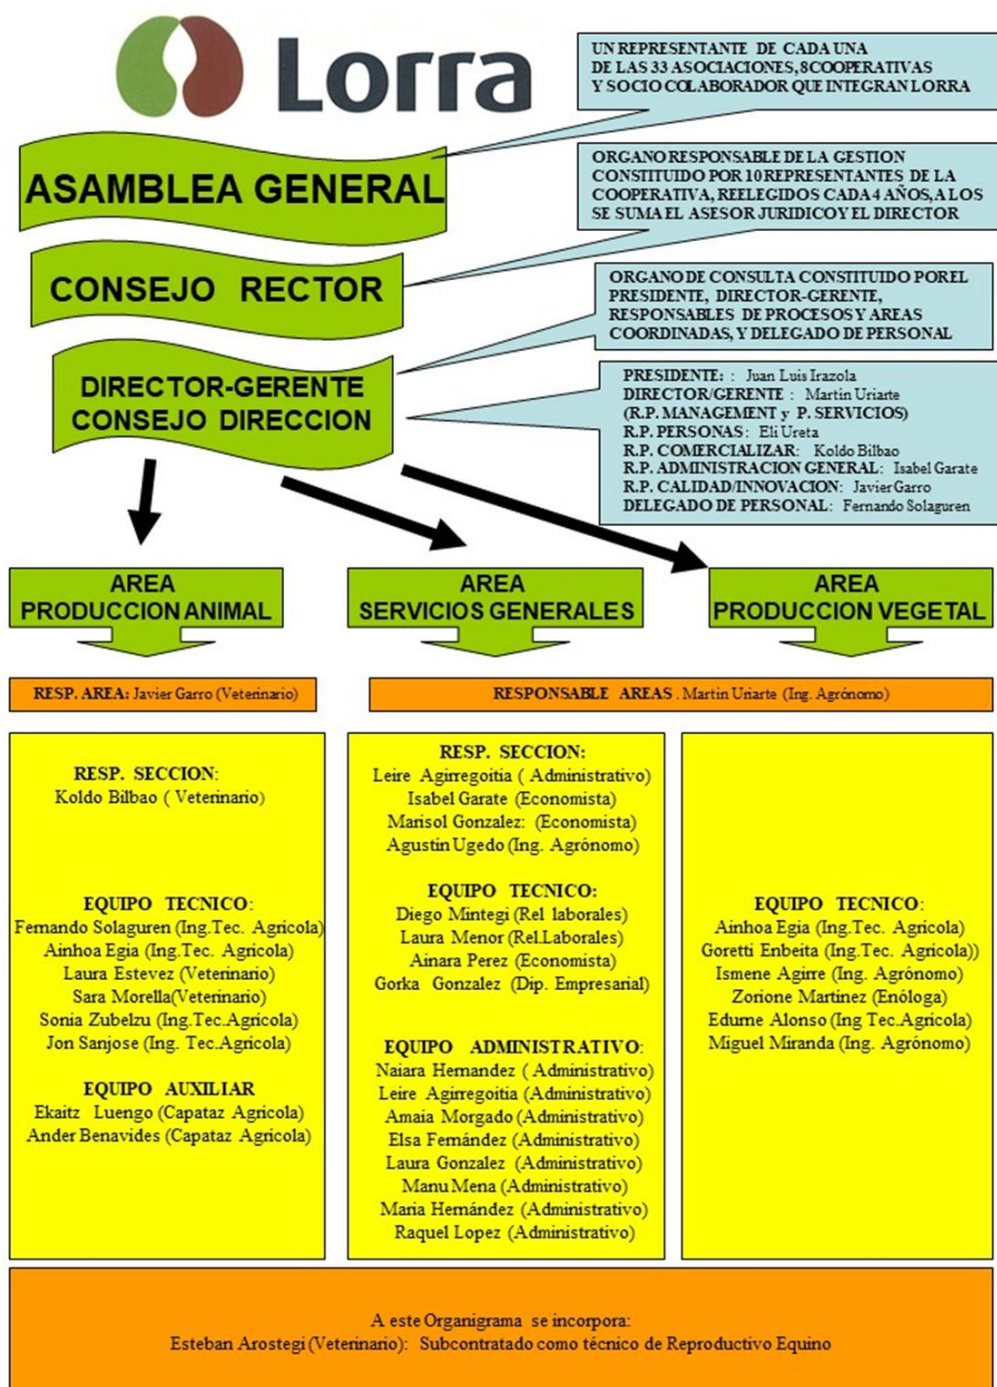 Lorra
UN REPRESENTANTE DE CADA UNA
DE LAS 33 ASOCIACIONES, 8 COOPERATIVAS
Y SOCIO COLABORADOR QUE INTEGRAN LORRA
ASAMBLEA GENERAL
ORGANO RESPONSABLE DE LA GESTION
CONSTITUIDO POR 10 REPRESENTANTES DE LA
COOPERATIVA, REELEGIDOS CADA 4 AÑOS, A LOS
SE SUMA EL ASESOR JURIDICO Y EL DIRECTOR
CONSEJO RECTOR
ORGANO DE CONSULTA CONSTITUIDO POR EL
PRESIDENTE, DIRECTOR-GERENTE,
RESPONSABLES DE PROCESOS Y AREAS
COORDINADAS, Y DELEGADO DE PERSONAL
DIRECTOR-GERENTE
CONSEJO DIRECCION
PRESIDENTE: : Juan Luis Irazola
DIRECTOR/GERENTE : Martín Uriarte
(R.P. MANAGEMENT y P. SERVICIOS)
R.P. PERSONAS: Eli Ureta
R.P. COMERCIALIZAR: Koldo Bilbao
R.P. ADMINISTRACION GENERAL: Isabel Garate
R.P. CALIDAD/INNOVACION: Javier Garro
DELEGADO DE PERSONAL: Fernando Solaguren
AREA
PRODUCCION ANIMAL
AREA
SERVICIOS GENERALES
AREA
PRODUCCION VEGETAL
RESP. AREA: Javier Garro (Veterinario)
RESPONSABLE AREAS . Martin Uriarte (Ing. Agrónomo)
RESP. SECCION:
Koldo Bilbao ( Veterinario)
EQUIPO TECNICO:
Fernando Solaguren (Ing.Tec. Agrícola)
Ainhoa Egia (Ing.Tec. Agricola)
Laura Estevez (Veterinario)
Sara Morella(Veterinario)
Sonia Zubelzu (Ing.Tec.Agricola)
Jon Sanjose (Ing. Tec.Agricola)
EQUIPO AUXILIAR
Ekaitz Luengo (Capataz Agricola)
Ander Benavides (Capataz Agricola)
RESP. SECCION:
Leire Agirregoitia ( Administrativo)
Isabel Garate (Economista)
Marisol Gonzalez: (Economista)
Agustin Ugedo (Ing. Agrónomo)
EQUIPO TECNICO:
Diego Mintegi (Rel laborales)
Laura Menor (Rel.Laborales)
Ainara Perez (Economista)
Gorka Gonzalez (Dip. Empresarial)
EQUIPO ADMINISTRATIVO:
Naiara Hernandez ( Administrativo)
Leire Agirregoitia (Administrativo)
Amaia Morgado (Administrativo)
Elsa Fernández (Administrativo)
Laura Gonzalez (Administrativo)
Manu Mena (Administrativo)
Maria Hernández (Administrativo)
Raquel Lopez (Administrativo)
EQUIPO TECNICO:
Ainhoa Egia (Ing.Tec. Agricola)
Goretti Enbeita (Ing.Tec. Agricola))
Ismene Agirre (Ing. Agrónomo)
Zorione Martinez (Enóloga)
Edurne Alonso (Ing Tec.Agricola)
Miguel Miranda (Ing. Agrónomo)
A este Organigrama se incorpora:
Esteban Arostegi (Veterinario): Subcontratado como técnico de Reproductivo Equino